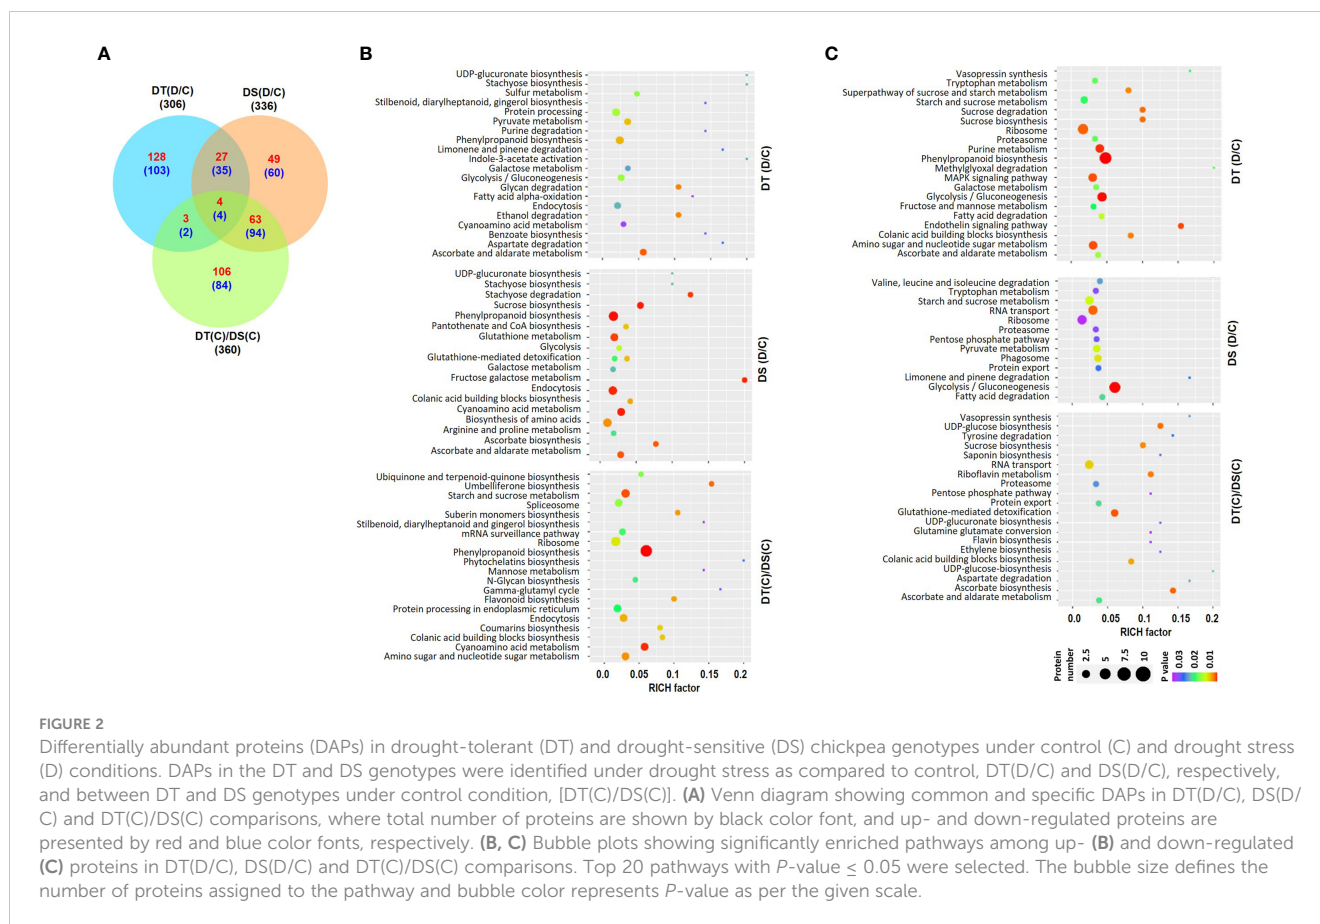 A
DT(D/C)
(306)
DS(D/C)
(336)
128
(103)
27
(35)
49
(60)
4
(4)
3
(2)
63
(94)
106
(84)
DT(C)/DS(C)
(360)
B
UDP-glucuronate biosynthesis
Stachyose biosynthesis
Sulfur metabolism
Stilbenoid, diarylheptanoid, gingerol biosynthesis
Protein processing
Pyruvate metabolism
Purine degradation
Phenylpropanoid biosynthesis
Limonene and pinene degradation
Indole-3-acetate activation
Galactose metabolism
Glycolysis / Gluconeogenesis
Glycan degradation
Fatty acid alpha-oxidation
Endocytosis
Ethanol degradation
Cyanoamino acid metabolism
Benzoate biosynthesis
Aspartate degradation
Ascorbate and aldarate metabolism
DT (D/C)
UDP-glucuronate biosynthesis
Stachyose biosynthesis
Stachyose degradation
Sucrose biosynthesis
Phenylpropanoid biosynthesis
Pantothenate and CoA biosynthesis
Glutathione metabolism
Glycolysis
Glutathione-mediated detoxification
Galactose metabolism
Fructose galactose metabolism
Endocytosis
Colanic acid building blocks biosynthesis
Cyanoamino acid metabolism
Biosynthesis of amino acids
Arginine and proline metabolism
Ascorbate biosynthesis
Ascorbate and aldarate metabolism
DS (D/C)
Ubiquinone and terpenoid-quinone biosynthesis
Umbelliferone biosynthesis
Starch and sucrose metabolism
Spliceosome
Suberin monomers biosynthesis
Stilbenoid, diarylheptanoid and gingerol biosynthesis
mRNA surveillance pathway
Ribosome
Phenylpropanoid biosynthesis
Phytochelatins biosynthesis
Mannose metabolism
N-Glycan biosynthesis
Gamma-glutamyl cycle
Flavonoid biosynthesis
Protein processing in endoplasmic reticulum
Endocytosis
Coumarins biosynthesis
Colanic acid building blocks biosynthesis
Cyanoamino acid metabolism
Amino sugar and nucleotide sugar metabolism
DT(C)/DS(C)
0.0 0.05 0.1 0.15 0.2
RICH factor
C
Vasopressin synthesis
Tryptophan metabolism
Superpathway of sucrose and starch metabolism
Starch and sucrose metabolism
Sucrose degradation
Sucrose biosynthesis
Ribosome
Proteasome
Purine metabolism
Phenylpropanoid biosynthesis
Methylglyoxal degradation
MAPK signaling pathway
Galactose metabolism
Glycolysis / Gluconeogenesis
Fructose and mannose metabolism
Fatty acid degradation
Endothelin signaling pathway
Colanic acid building blocks biosynthesis
Amino sugar and nucleotide sugar metabolism
Ascorbate and aldarate metabolism
DT (D/C)
Valine, leucine and isoleucine degradation
Tryptophan metabolism
Starch and sucrose metabolism
RNA transport
Ribosome
Proteasome
Pentose phosphate pathway
Pyruvate metabolism
Phagosome
Protein export
Limonene and pinene degradation
Glycolysis / Gluconeogenesis
Fatty acid degradation
DS (D/C)
Vasopressin synthesis
UDP-glucose biosynthesis
Tyrosine degradation
Sucrose biosynthesis
Saponin biosynthesis
RNA transport
Riboflavin metabolism
Proteasome
Pentose phosphate pathway
Protein export
Glutathione-mediated detoxification
UDP-glucuronate biosynthesis
Glutamine glutamate conversion
Flavin biosynthesis
Ethylene biosynthesis
Colanic acid building blocks biosynthesis
UDP-glucose-biosynthesis
Aspartate degradation
Ascorbate biosynthesis
Ascorbate and aldarate metabolism
DT(C)/DS(C)
0.0 0.05 0.1 0.15 0.2
RICH factor
Protein
number
2.5 5 7.5 10
P value
0.03 0.02 0.01
FIGURE 2
Differentially abundant proteins (DAPs) in drought-tolerant (DT) and drought-sensitive (DS) chickpea genotypes under control (C) and drought stress
(D) conditions. DAPs in the DT and DS genotypes were identified under drought stress as compared to control, DT(D/C) and DS(D/C), respectively,
and between DT and DS genotypes under control condition, [DT(C)/DS(C)]. (A) Venn diagram showing common and specific DAPs in DT(D/C), DS(D/
C) and DT(C)/DS(C) comparisons, where total number of proteins are shown by black color font, and up- and down-regulated proteins are
presented by red and blue color fonts, respectively. (B, C) Bubble plots showing significantly enriched pathways among up- (B) and down-regulated
(C) proteins in DT(D/C), DS(D/C) and DT(C)/DS(C) comparisons. Top 20 pathways with P-value ≤ 0.05 were selected. The bubble size defines the
number of proteins assigned to the pathway and bubble color represents P-value as per the given scale.